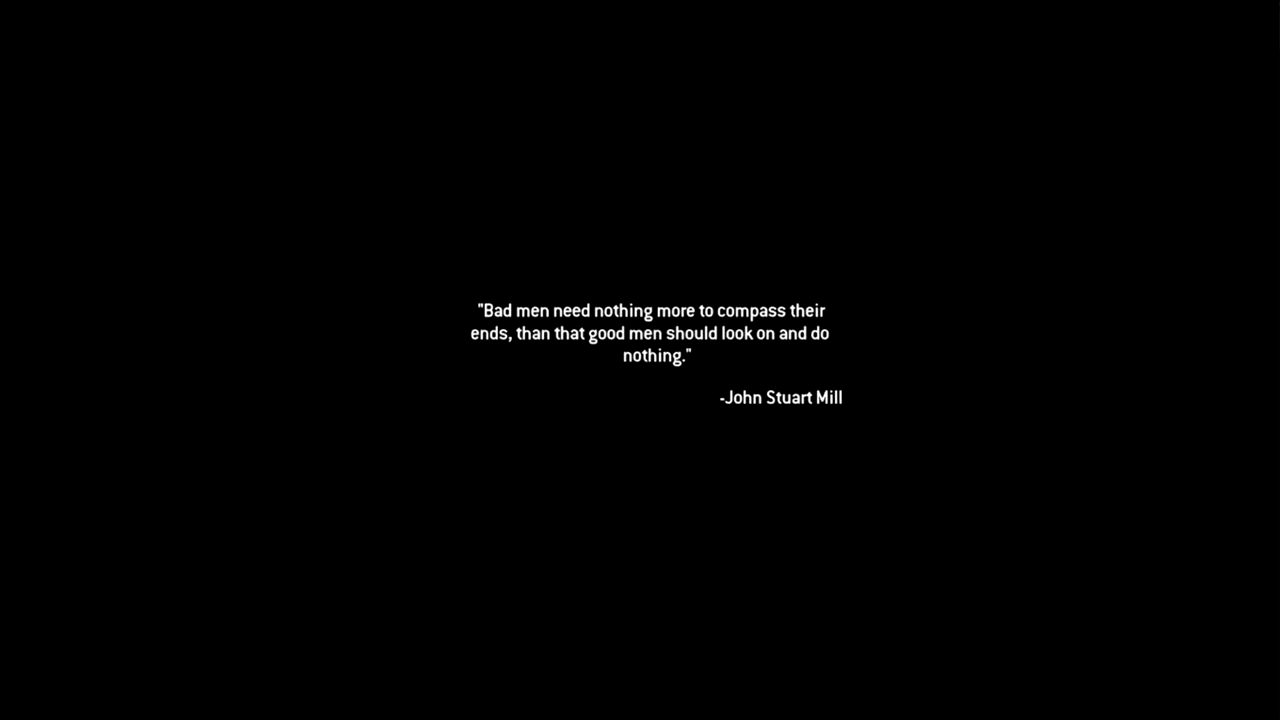 "Bad men need nothing more to compass their
ends, than that good men should look on and do
nothing."
-John Stuart Mill